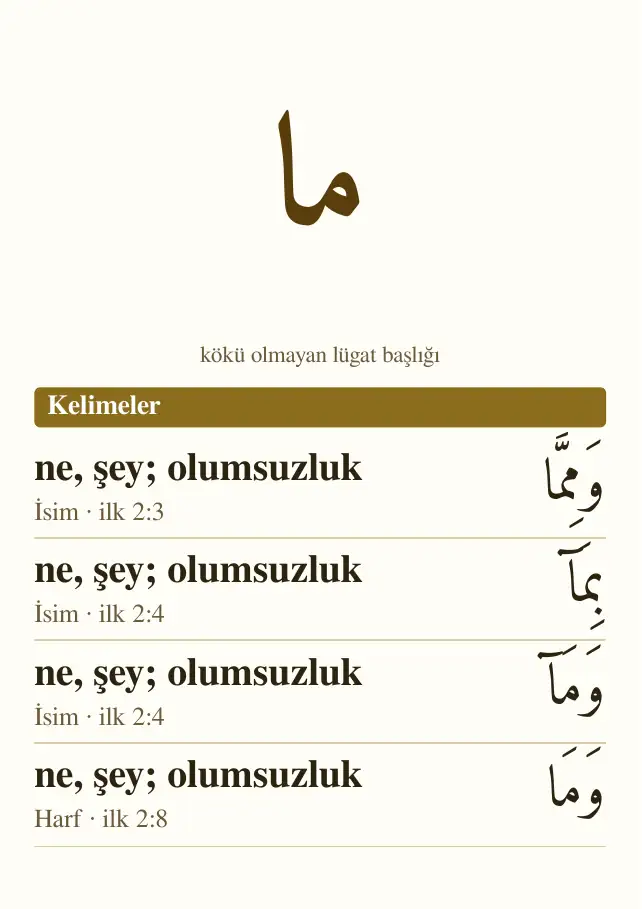 ما
kökü olmayan lügat başlığı
Kelimeler
ne, şey; olumsuzluk وَمِمَّا
İsim · ilk 2:3
ne, şey; olumsuzluk بِمَآ
İsim · ilk 2:4
ne, şey; olumsuzluk وَمَآ
İsim · ilk 2:4
ne, şey; olumsuzluk وَمَا
Harf · ilk 2:8